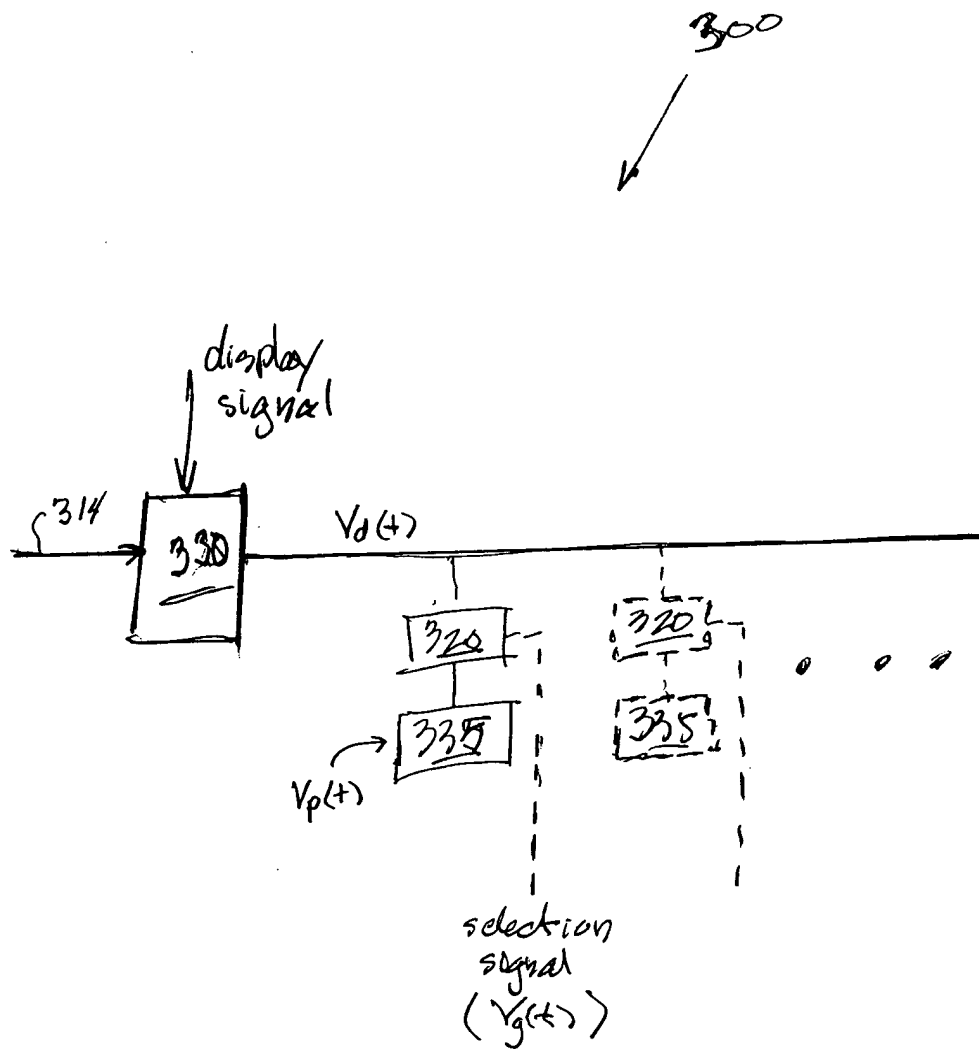 300
display
signal
314
330
Vd(t)
320
320
335
335
Vp(t)
selection
signal
(Vg(t))